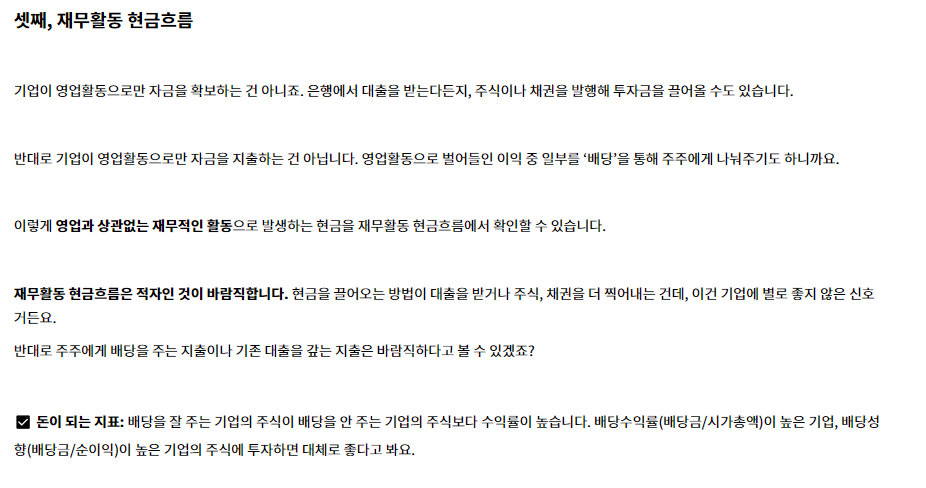 셋째, 재무활동 현금흐름
기업이 영업활동으로만 자금을 확보하는 건 아니죠. 은행에서 대출을 받는다든지, 주식이나 채권을 발행해 투자금을 끌어올 수도 있습니다.
반대로 기업이 영업활동으로만 자금을 지출하는 건 아닙니다. 영업활동으로 벌어들인 이익 중 일부를 ‘배당’을 통해 주주에게 나눠주기도 하니까요.
이렇게 영업과 상관없는 재무적인 활동으로 발생하는 현금을 재무활동 현금흐름에서 확인할 수 있습니다.
재무활동 현금흐름은 적자인 것이 바람직합니다. 현금을 끌어오는 방법이 대출을 받거나 주식, 채권을 더 찍어내는 건데, 이건 기업에 별로 좋지 않은 신호
거든요.
반대로 주주에게 배당을 주는 지출이나 기존 대출을 갚는 지출은 바람직하다고 볼 수 있겠죠?
돈이 되는 지표: 배당을 잘 주는 기업의 주식이 배당을 안 주는 기업의 주식보다 수익률이 높습니다. 배당수익률(배당금/시가총액)이 높은 기업, 배당성
향(배당금/순이익)이 높은 기업의 주식에 투자하면 대체로 좋다고 봐요.